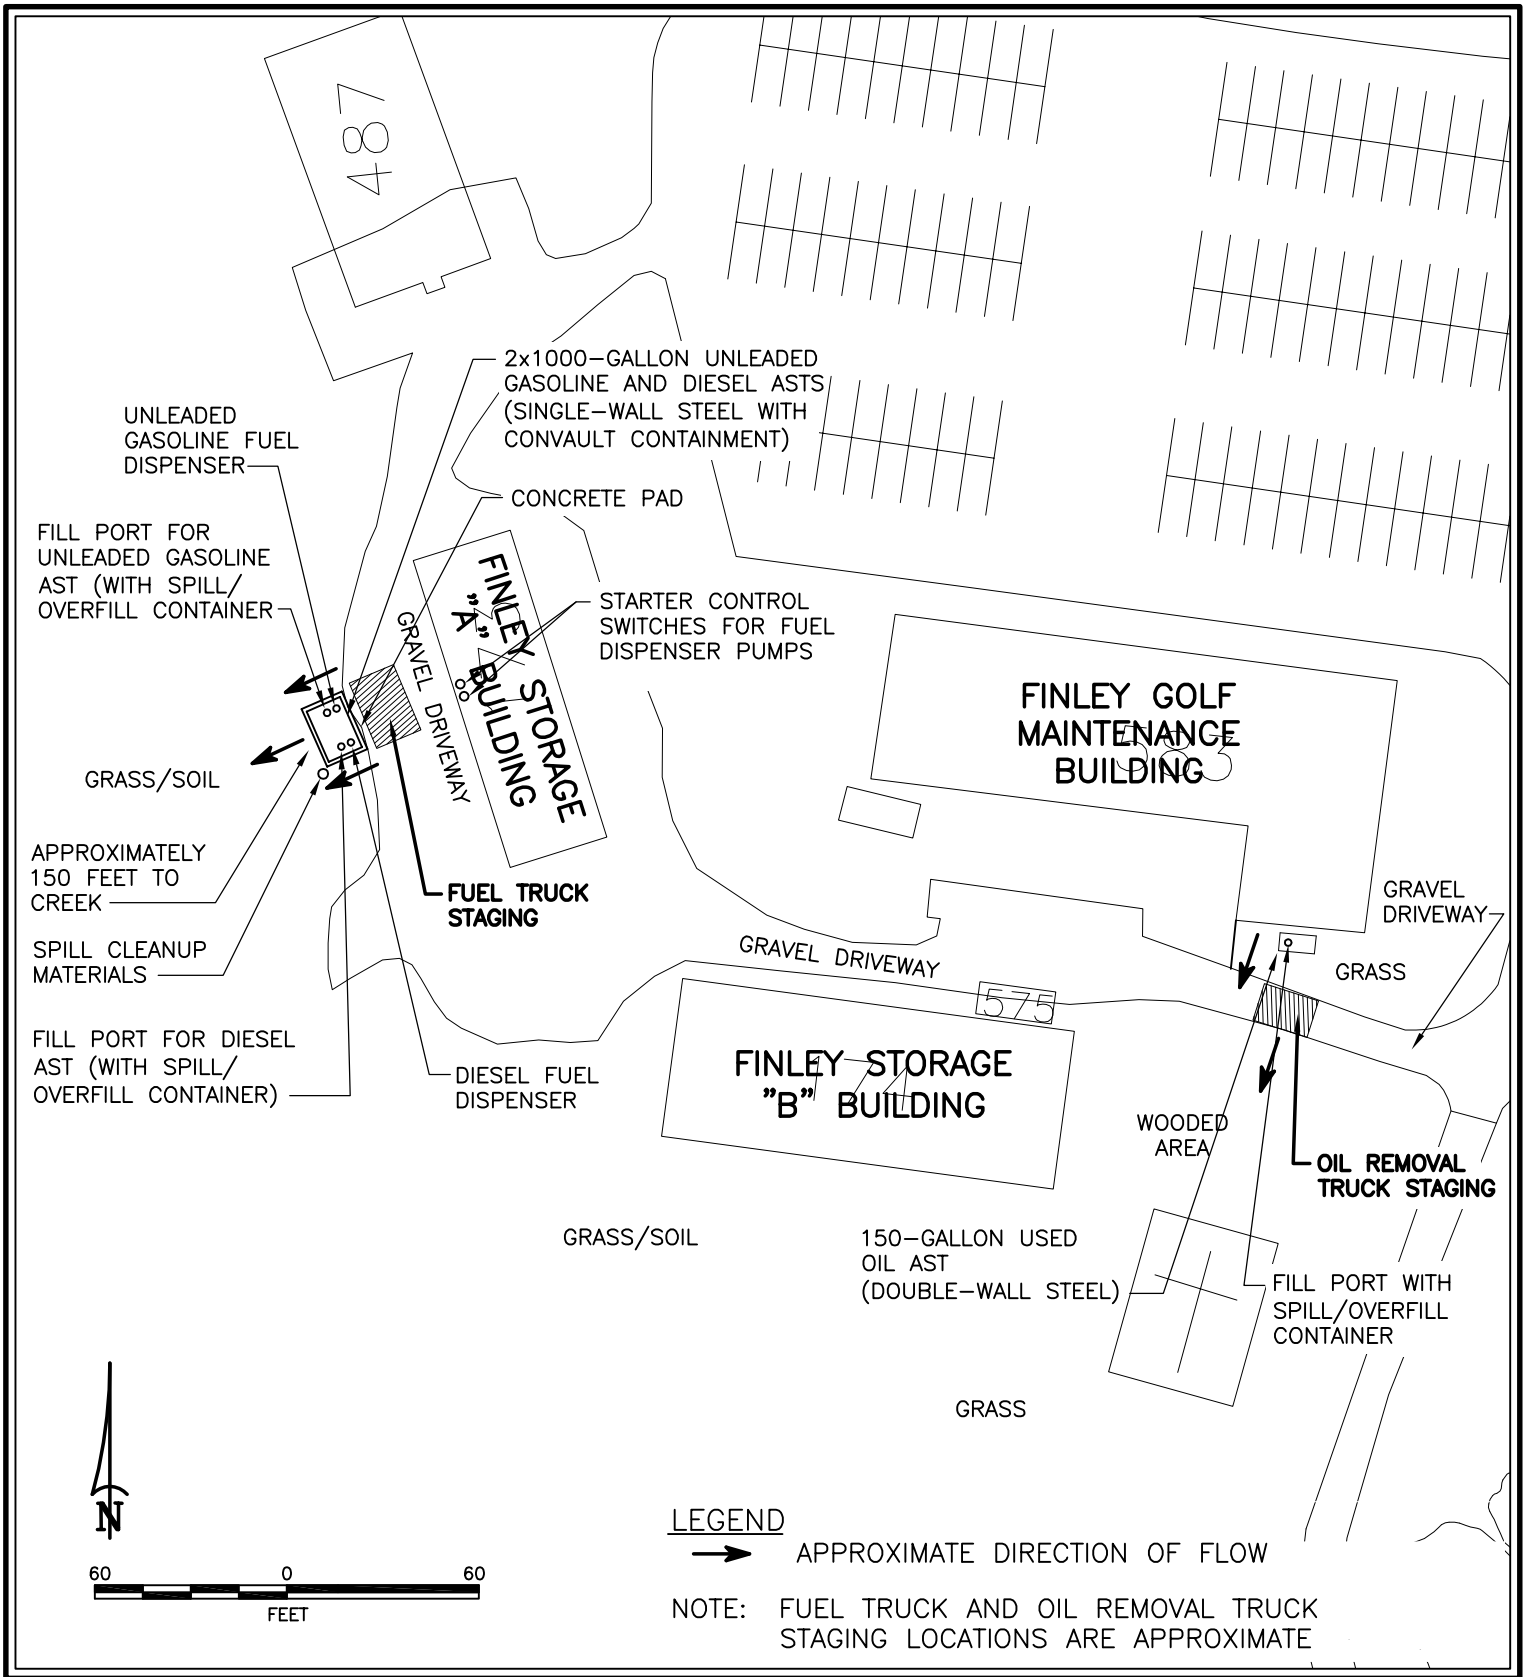 487
2x1000-GALLON UNLEADED
GASOLINE AND DIESEL ASTS
(SINGLE-WALL STEEL WITH
CONVAULT CONTAINMENT)
UNLEADED
GASOLINE FUEL
DISPENSER
CONCRETE PAD
FILL PORT FOR
UNLEADED GASOLINE
AST (WITH SPILL/
OVERFILL CONTAINER
FINLEY STORAGE
"A" BUILDING
GRAVEL DRIVEWAY
STARTER CONTROL
SWITCHES FOR FUEL
DISPENSER PUMPS
FINLEY GOLF
MAINTENANCE
BUILDING
583
GRASS/SOIL
APPROXIMATELY
150 FEET TO
CREEK
FUEL TRUCK
STAGING
GRAVEL
DRIVEWAY
SPILL CLEANUP
MATERIALS
GRAVEL DRIVEWAY
GRASS
575
FILL PORT FOR DIESEL
AST (WITH SPILL/
OVERFILL CONTAINER)
DIESEL FUEL
DISPENSER
FINLEY STORAGE
"B" BUILDING
WOODED
AREA
OIL REMOVAL
TRUCK STAGING
GRASS/SOIL
150-GALLON USED
OIL AST
(DOUBLE-WALL STEEL)
FILL PORT WITH
SPILL/OVERFILL
CONTAINER
GRASS
N
60 0 60
FEET
LEGEND
APPROXIMATE DIRECTION OF FLOW
NOTE: FUEL TRUCK AND OIL REMOVAL TRUCK
STAGING LOCATIONS ARE APPROXIMATE